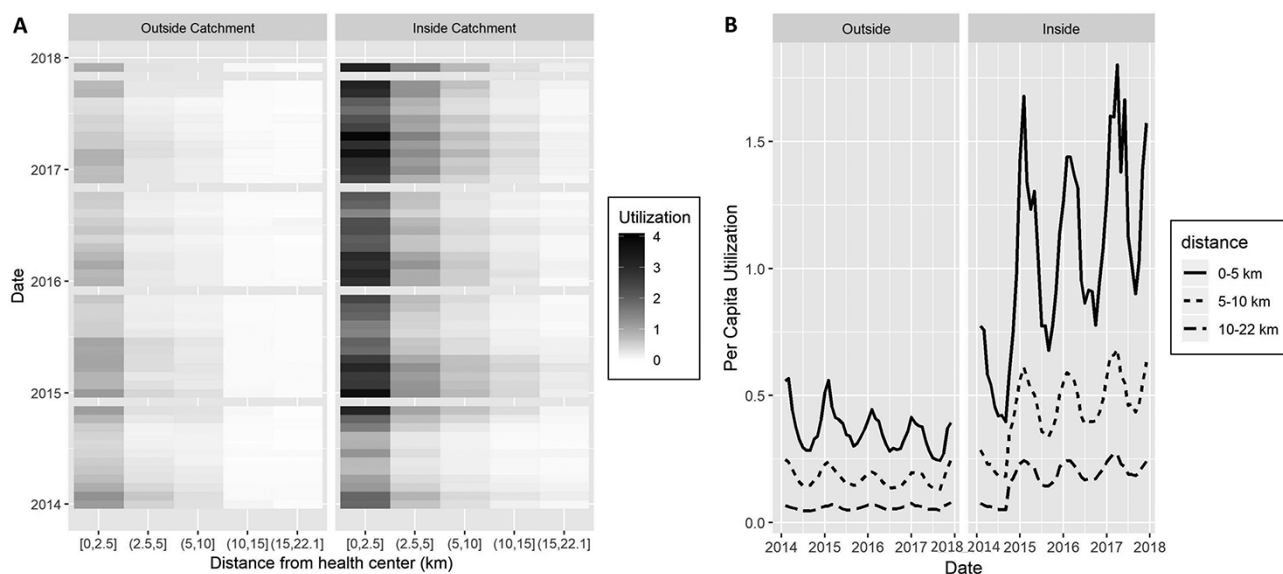 A
Outside Catchment
Inside Catchment
2018
2017
2016
2015
2014
Date
[0,2.5]
(2.5,5]
(5,10]
(10,15]
(15,22.1]
[0,2.5]
(2.5,5]
(5,10]
(10,15]
(15,22.1]
Distance from health center (km)
Utilization
4
3
2
1
0
B
Outside
Inside
1.5
1.0
0.5
0.0
Per Capita Utilization
2014
2015
2016
2017
2018
2014
2015
2016
2017
2018
Date
distance
0-5 km
5-10 km
10-22 km